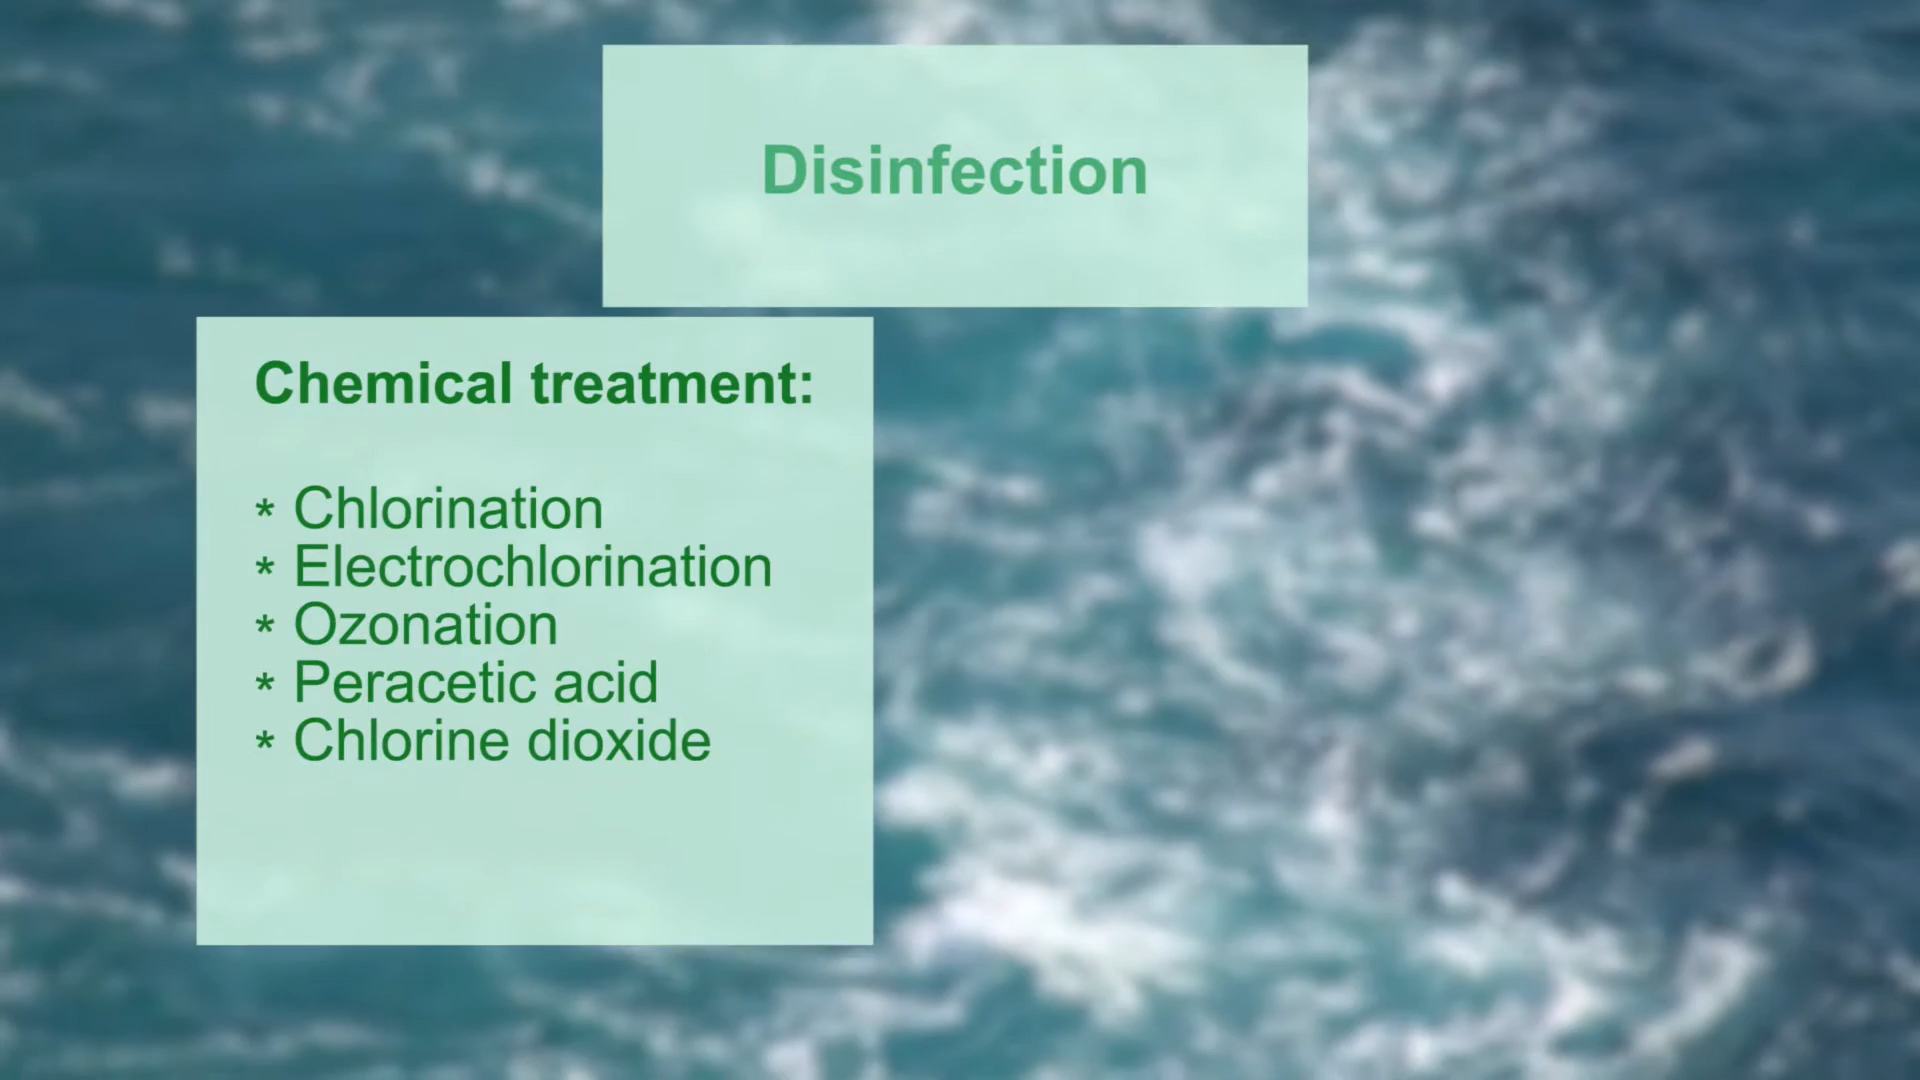 Disinfection
Chemical treatment:
* Chlorination
* Electrochlorination
* Ozonation
* Peracetic acid
* Chlorine dioxide